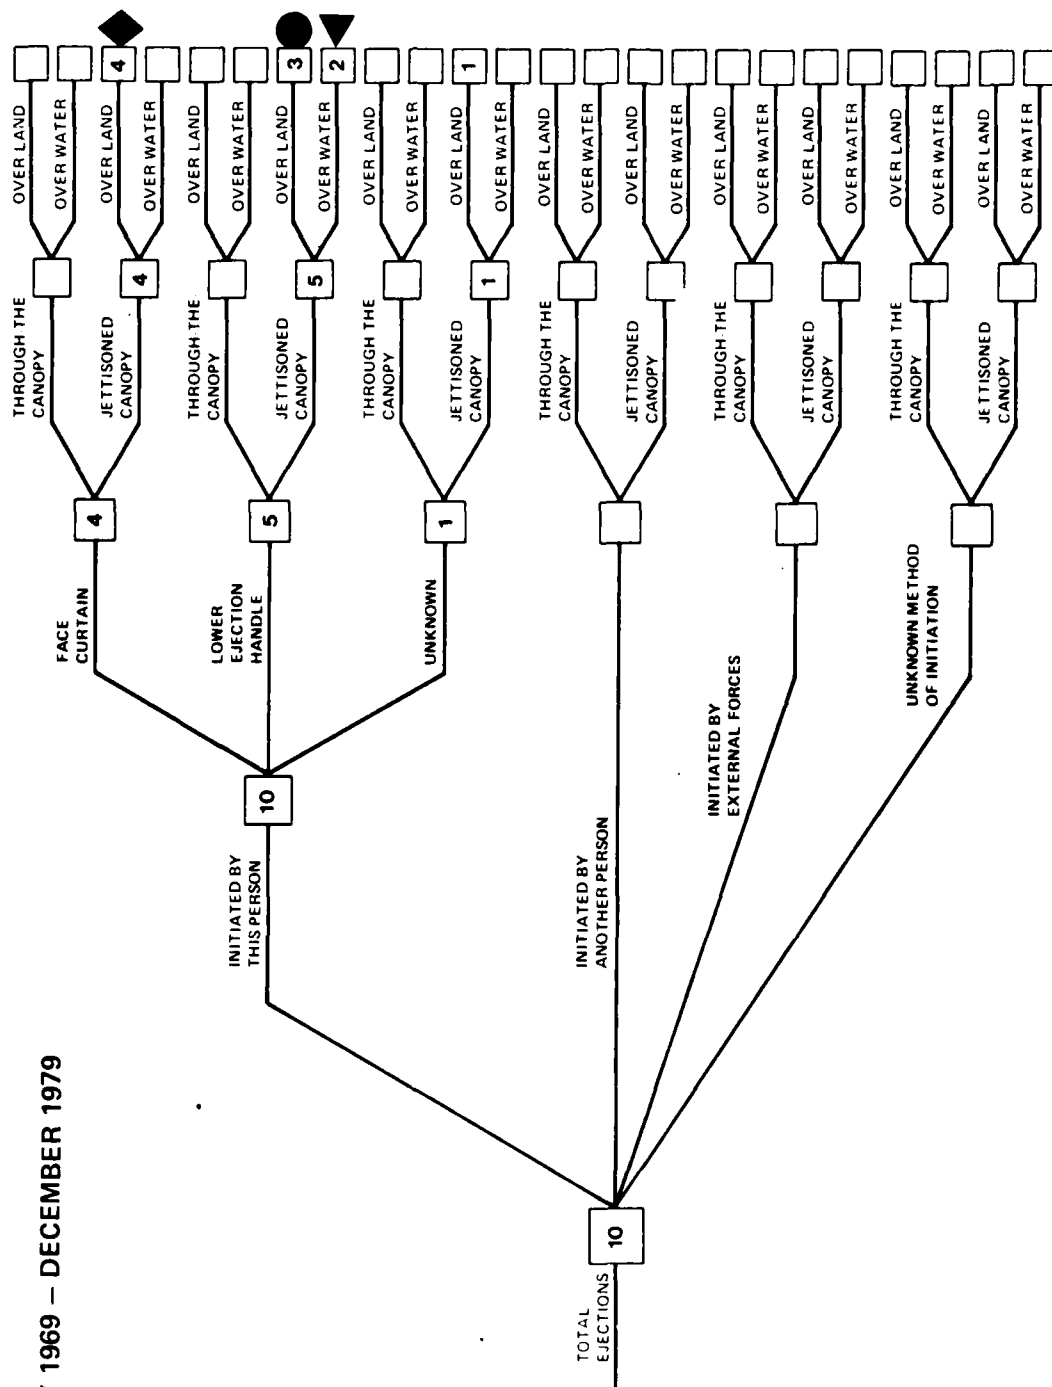 1969 – DECEMBER 1979
TOTAL
EJECTIONS
10
INITIATED BY
THIS PERSON
10
INITIATED BY
ANOTHER PERSON
INITIATED BY
EXTERNAL FORCES
UNKNOWN METHOD
OF INITIATION
FACE
CURTAIN
4
LOWER
EJECTION
HANDLE
5
UNKNOWN
1
THROUGH THE
CANOPY
JETTISONED
CANOPY
4
THROUGH THE
CANOPY
JETTISONED
CANOPY
5
THROUGH THE
CANOPY
JETTISONED
CANOPY
1
THROUGH THE
CANOPY
JETTISONED
CANOPY
THROUGH THE
CANOPY
JETTISONED
CANOPY
THROUGH THE
CANOPY
JETTISONED
CANOPY
OVER LAND
OVER WATER
OVER LAND 4
OVER WATER
OVER LAND
OVER WATER
OVER LAND 3
OVER WATER 2
OVER LAND
OVER WATER
OVER LAND 1
OVER WATER
OVER LAND
OVER WATER
OVER LAND
OVER WATER
OVER LAND
OVER WATER
OVER LAND
OVER WATER
OVER LAND
OVER WATER
OVER LAND
OVER WATER